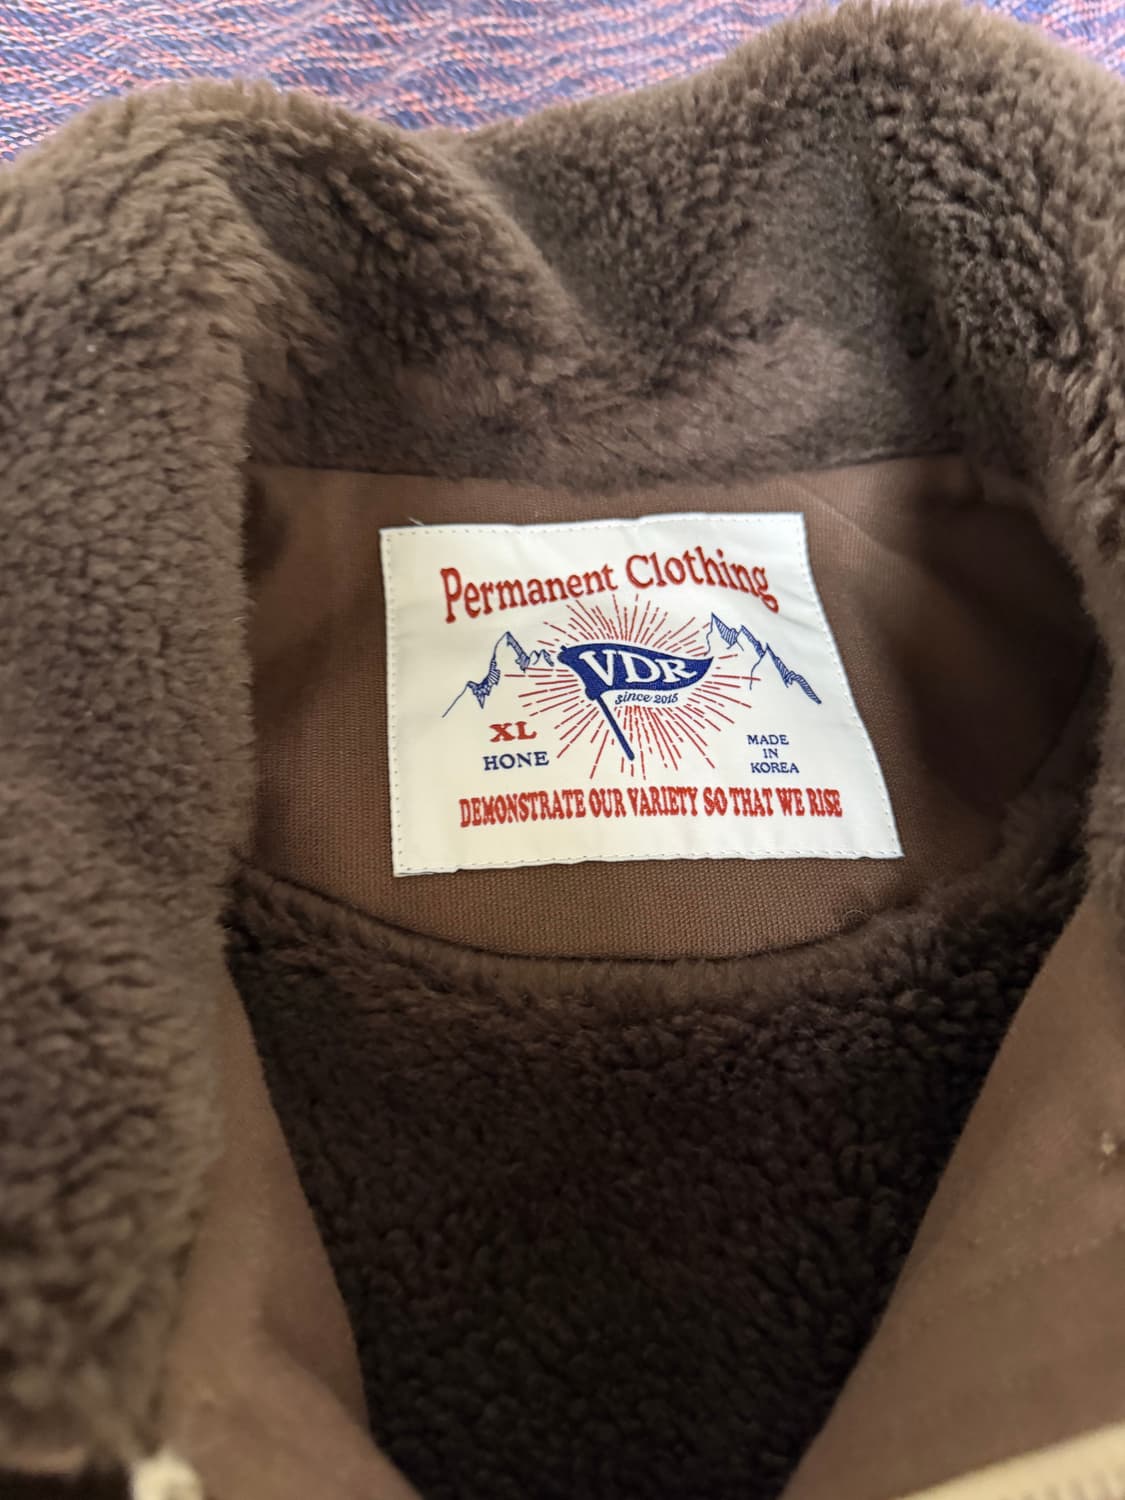 Permanent Clothing
VDR
since 2015
XL
HONE
MADE
IN
KOREA
DEMONSTRATE OUR VARIETY SO THAT WE RISE